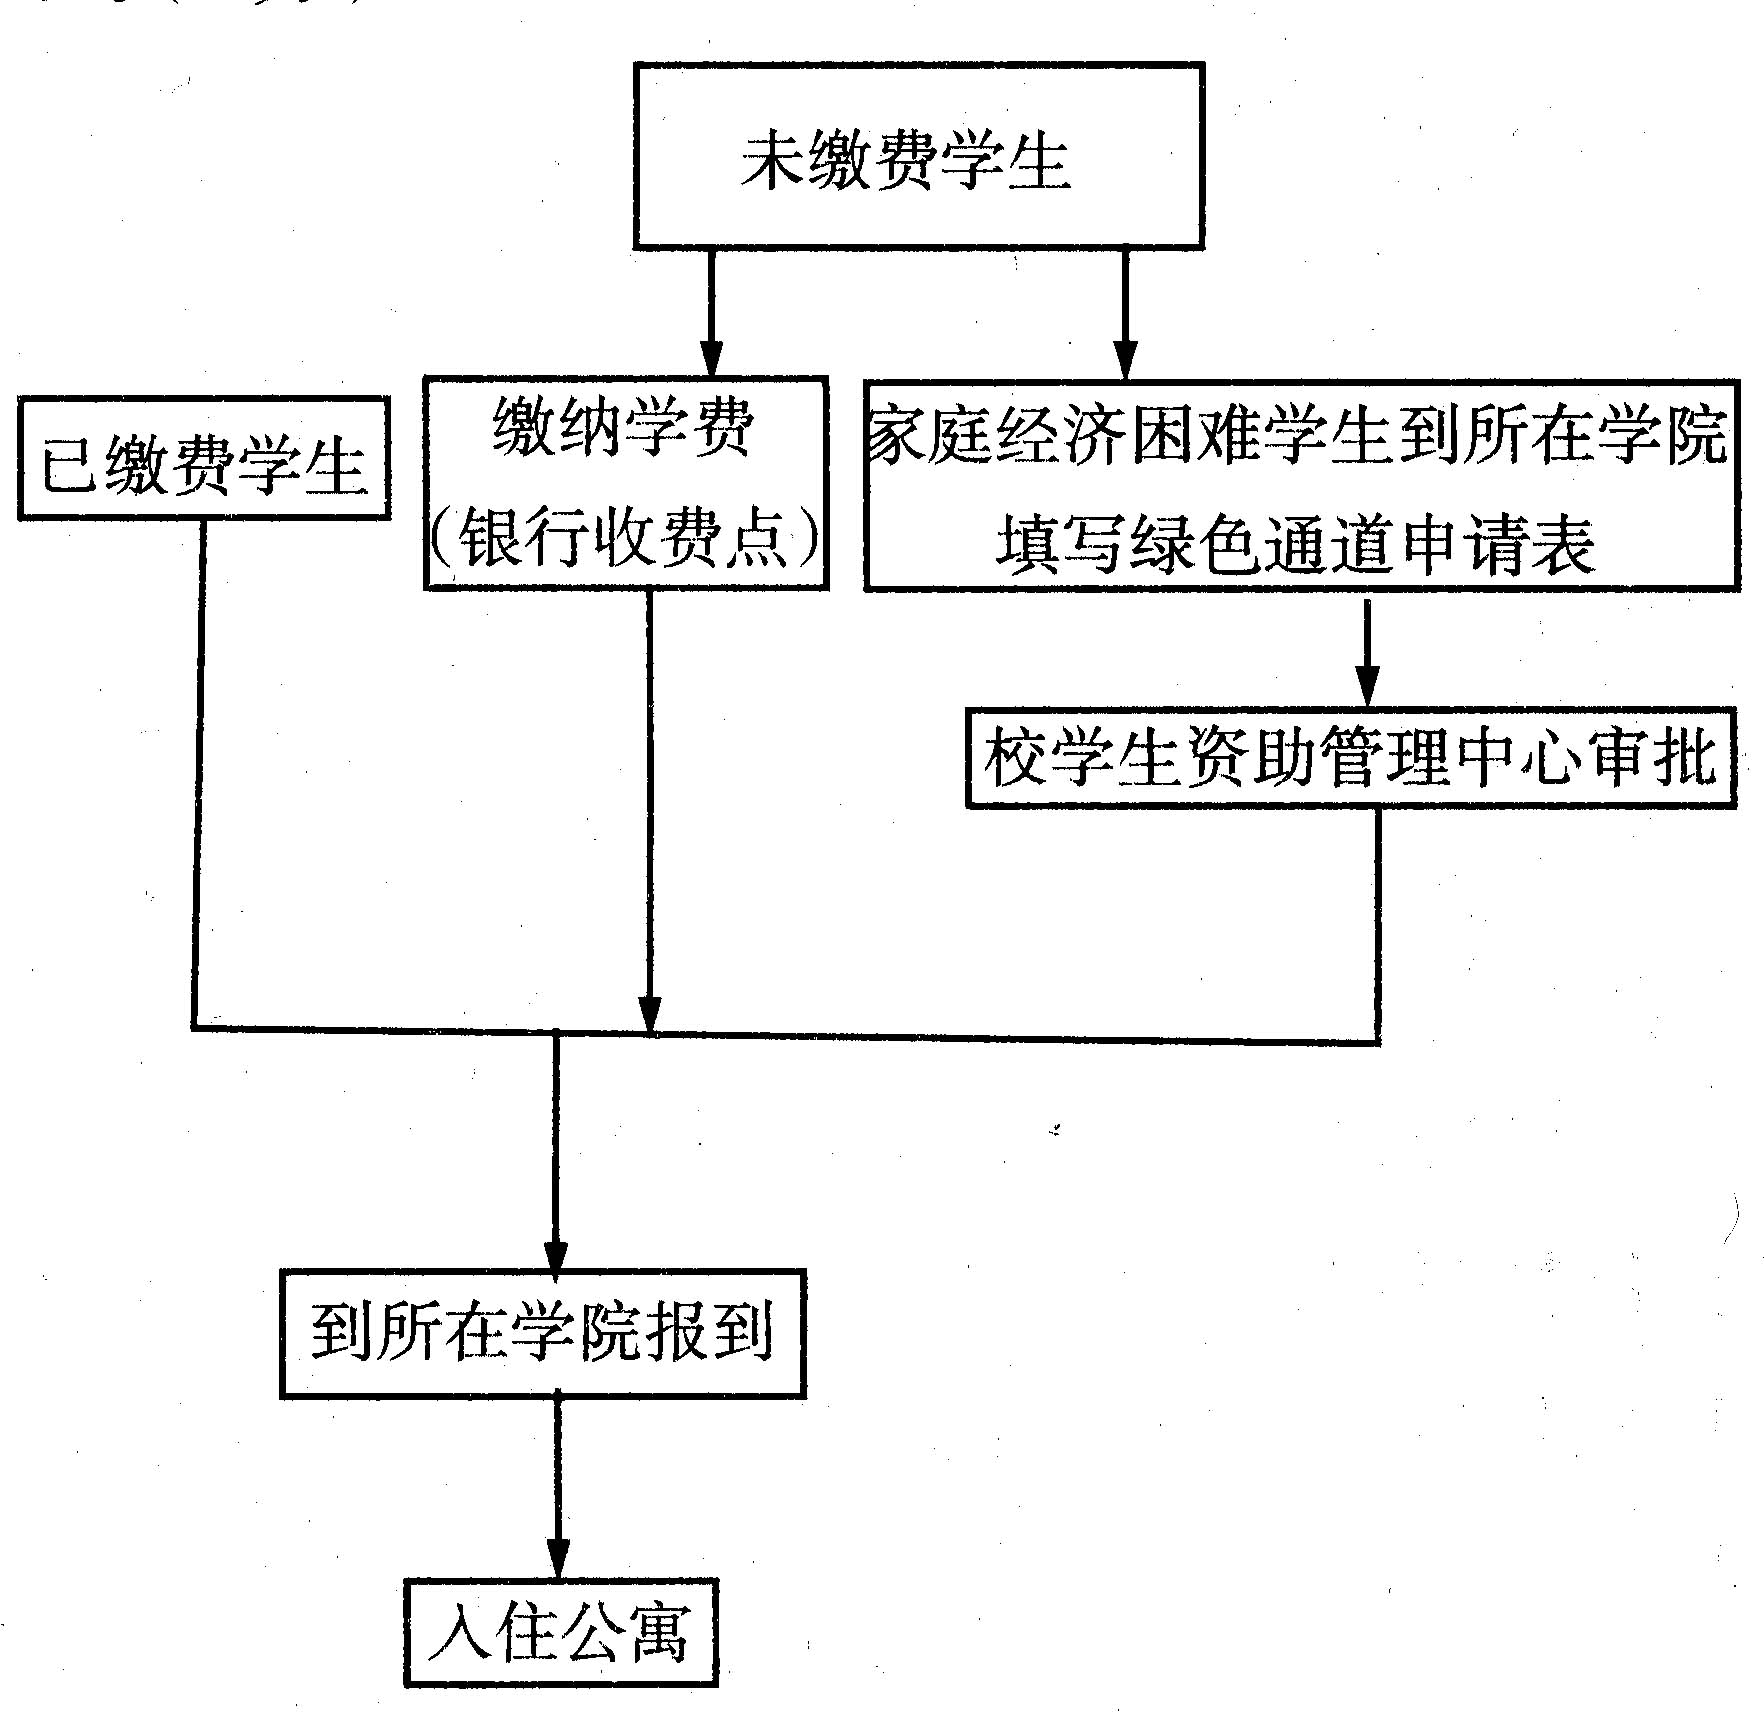 未缴费学生
已缴费学生
缴纳学费
(银行收费点)
家庭经济困难学生到所在学院
填写绿色通道申请表
校学生资助管理中心审批
到所在学院报到
入住公寓